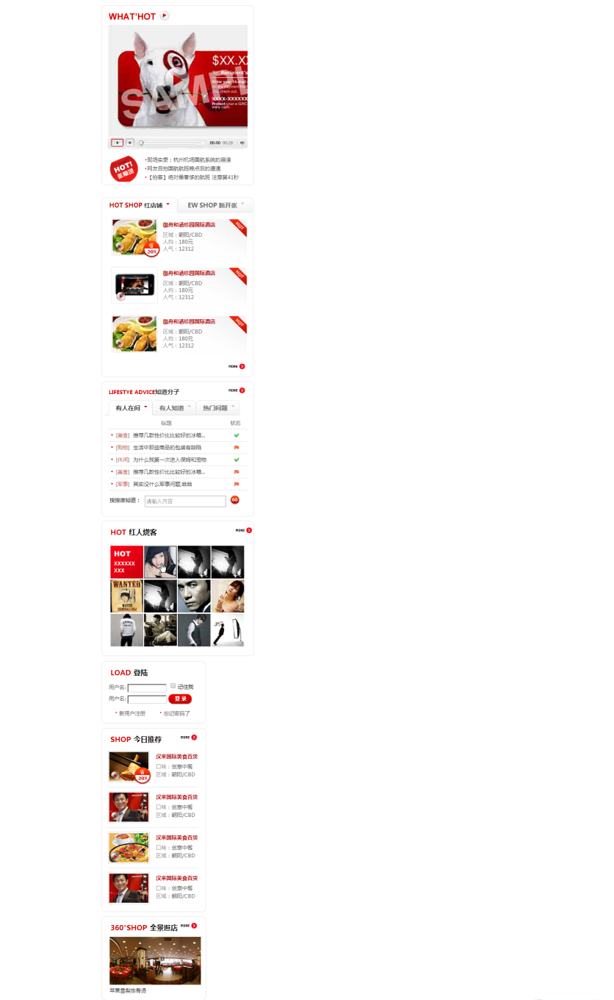 WHAT'HOT
$XX.X
Recipient's
SAMP
XXXX-XXXXXX
00:00 00:28
HOT!
非常烫
现场实录：杭州机场国航系统的崩溃
网友自拍国航航班晚点后的遭遇
【拍客】绝对最奢侈的航班 注意第41秒
HOT SHOP 红店铺 EW SHOP 新开张
舟和涵珍园国际酒店
HOT
区域：朝阳/CBD
人均：180元
人气：12312
省
20%
舟和涵珍园国际酒店
HOT
区域：朝阳/CBD
人均：180元
人气：12312
舟和涵珍园国际酒店
HOT
区域：朝阳/CBD
人均：180元
人气：12312
MORE
LIFESTYE ADVICE知道分子 MORE
有人在问 有人知道 热门问题
标题 状态
[美食] 推荐几款性价比比较好的冰箱...
[购物] 生活中那些商品的包装有缺陷
[休闲] 为什么我第一次进入保姆和宠物
[美食] 推荐几款性价比比较好的冰箱...
[军事] 其实没什么军事问题,哈哈
搜搜谁知道： 请输入内容 GO
HOT 红人烧客 MORE
HOT
XXXXXX
XXX
WANTED
LOAD 登陆
用户名: 记住我
用户名: 登 录
新用户注册 忘记密码了
SHOP 今日推荐 MORE
汉来国际美食百货
口味：创意中餐
区域：朝阳/CBD
省
20%
汉来国际美食百货
口味：创意中餐
区域：朝阳/CBD
汉来国际美食百货
口味：创意中餐
区域：朝阳/CBD
汉来国际美食百货
口味：创意中餐
区域：朝阳/CBD
360°SHOP 全景逛店 MORE
苹果雪梨排骨烫